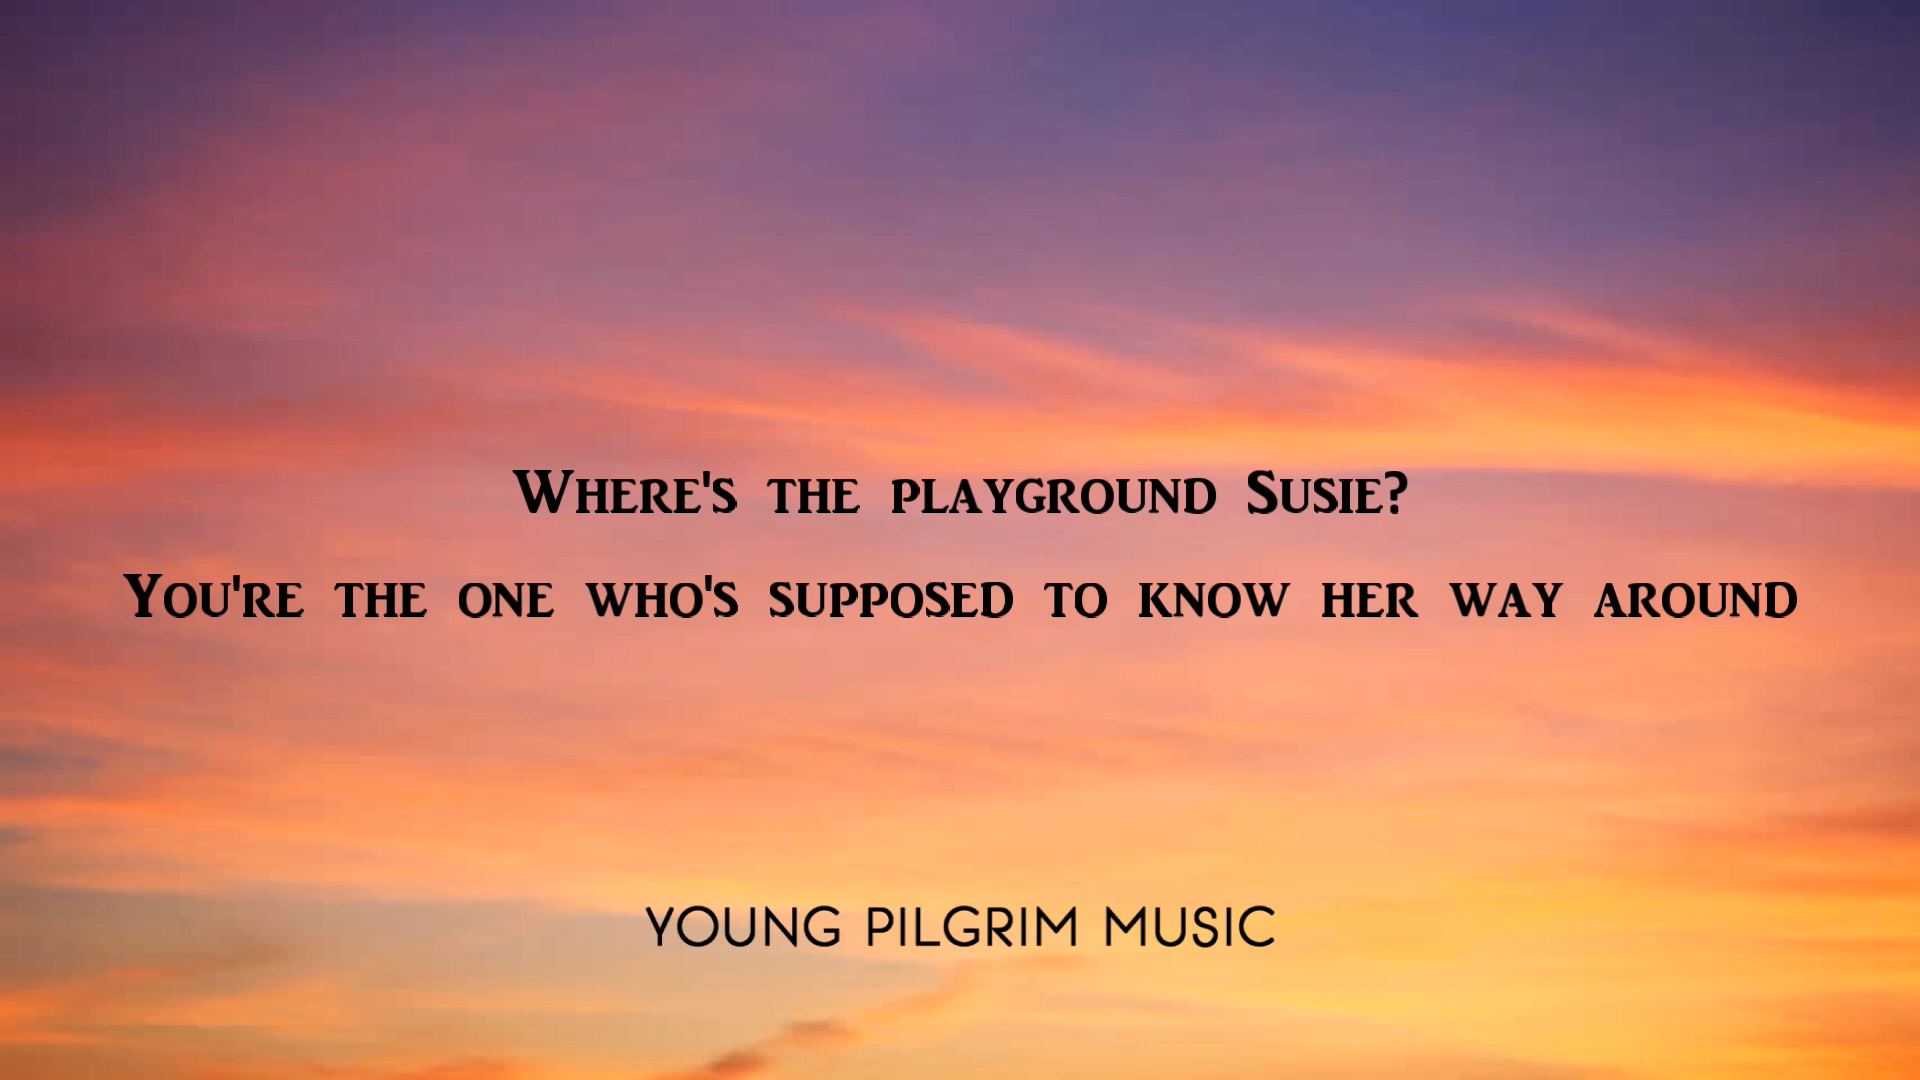 Where's the playground Susie?
You're the one who's supposed to know her way around
YOUNG PILGRIM MUSIC